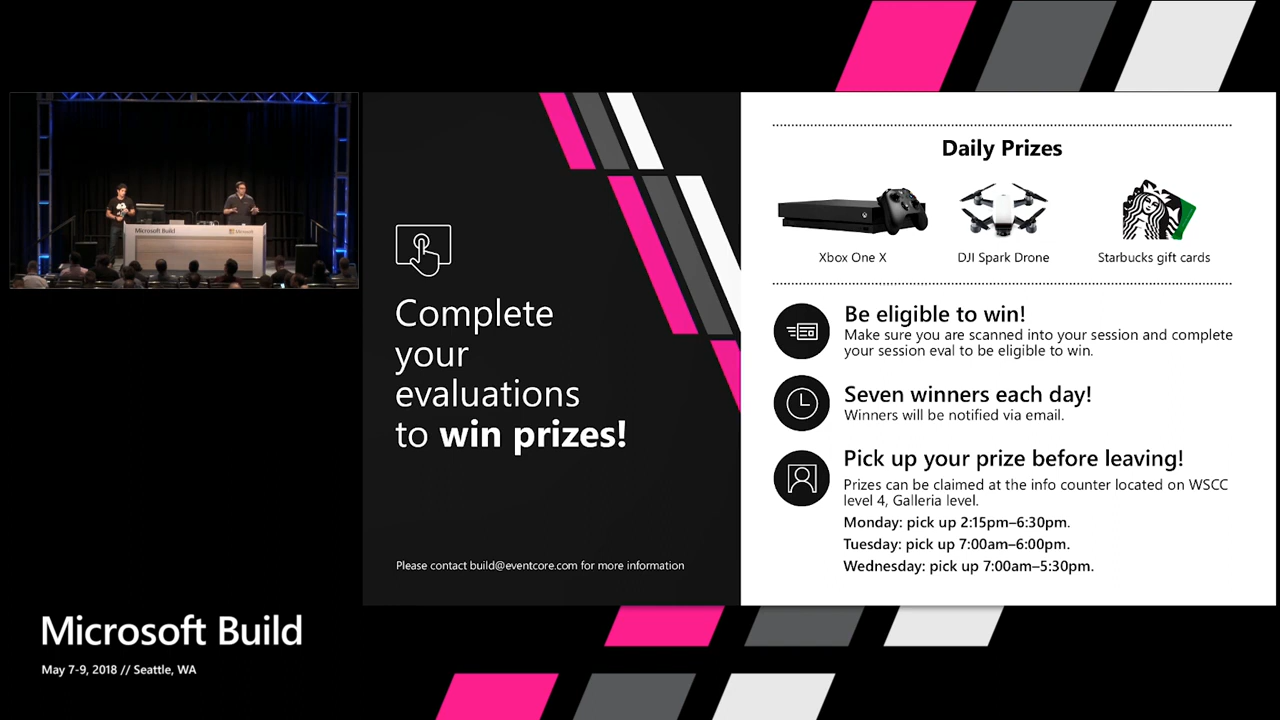 Microsoft Build
Microsoft
Complete
your
evaluations
to win prizes!
Please contact build@eventcore.com for more information
Daily Prizes
Xbox One X
DJI Spark Drone
Starbucks gift cards
Be eligible to win!
Make sure you are scanned into your session and complete
your session eval to be eligible to win.
Seven winners each day!
Winners will be notified via email.
Pick up your prize before leaving!
Prizes can be claimed at the info counter located on WSCC
level 4, Galleria level.
Monday: pick up 2:15pm–6:30pm.
Tuesday: pick up 7:00am–6:00pm.
Wednesday: pick up 7:00am–5:30pm.
Microsoft Build
May 7-9, 2018 // Seattle, WA